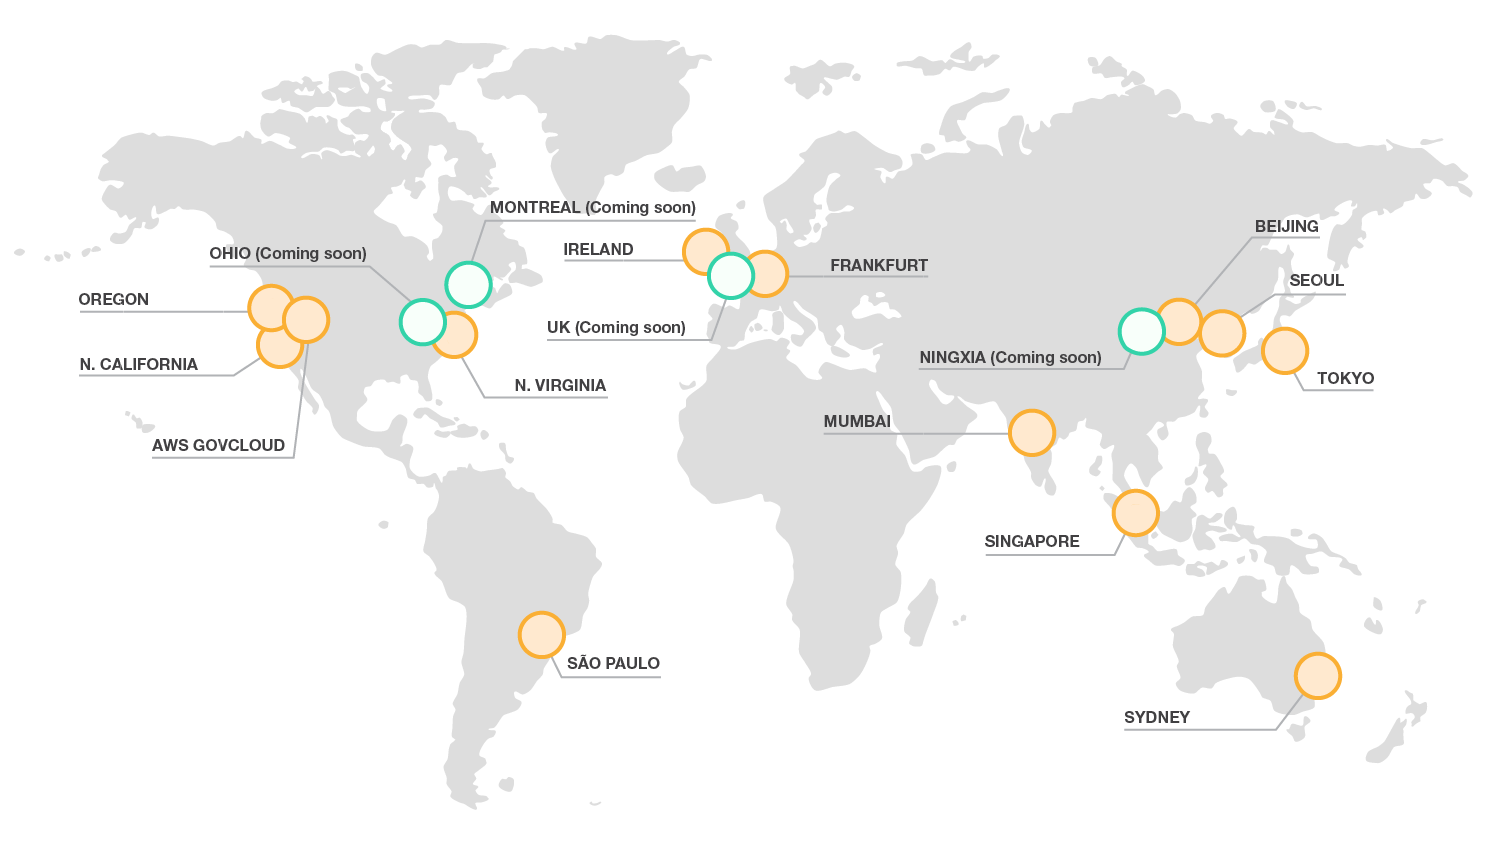 MONTREAL (Coming soon)
BEIJING
IRELAND
OHIO (Coming soon)
FRANKFURT
SEOUL
OREGON
UK (Coming soon)
NINGXIA (Coming soon)
N. CALIFORNIA
N. VIRGINIA
TOKYO
MUMBAI
AWS GOVCLOUD
SINGAPORE
SÃO PAULO
SYDNEY